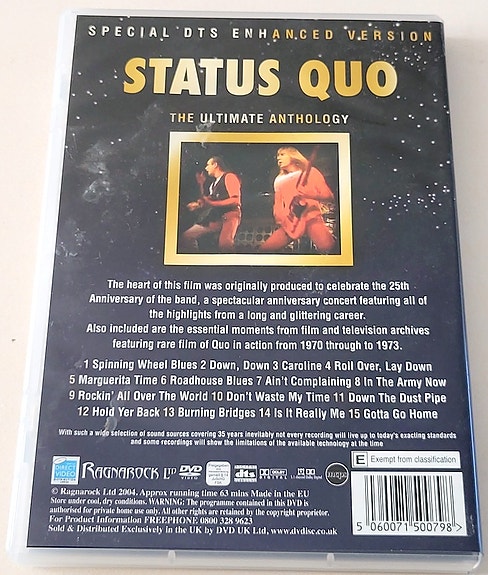 SPECIAL DTS ENHANCED VERSION
STATUS QUO
THE ULTIMATE ANTHOLOGY
The heart of this film was originally produced to celebrate the 25th
Anniversary of the band, a spectacular anniversary concert featuring all of
the highlights from a long and glittering career.
Also included are the essential moments from film and television archives
featuring rare film of Quo in action from 1970 through to 1973.
1 Spinning Wheel Blues 2 Down, Down 3 Caroline 4 Roll Over, Lay Down
5 Marguerita Time 6 Roadhouse Blues 7 Ain't Complaining 8 In The Army Now
9 Rockin' All Over The World 10 Don't Waste My Time 11 Down The Dust Pipe
12 Hold Yer Back 13 Burning Bridges 14 Is It Really Me 15 Gotta Go Home
With such a wide selection of sound sources covering 35 years inevitably not every recording will live up to today's exacting standards
and some recordings will show the limitations of the available technology at the time
E Exempt from classification
DIRECT VIDEO
RAGNAROCK LTD
DVD
VIDEO
dts
DOLBY
mcps
© Ragnarock Ltd 2004. Approx running time 63 mins Made in the EU
Store under cool, dry conditions. WARNING: The programme contained in this DVD is
authorised for private home use only. All other rights are retained by the copyright proprietor.
For Product Information FREEPHONE 0800 328 9623
Sold & Distributed Exclusively In the UK by DVD UK Ltd, www.dvdisc.co.uk
5 060071 500798 >